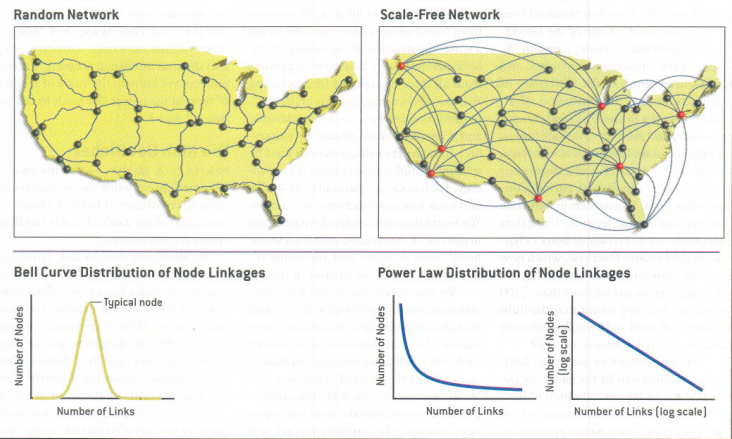 Random Network
Scale-Free Network
Bell Curve Distribution of Node Linkages
Power Law Distribution of Node Linkages
Typical node
Number of Nodes
Number of Links
Number of Nodes
Number of Links
Number of Nodes
(log scale)
Number of Links (log scale)